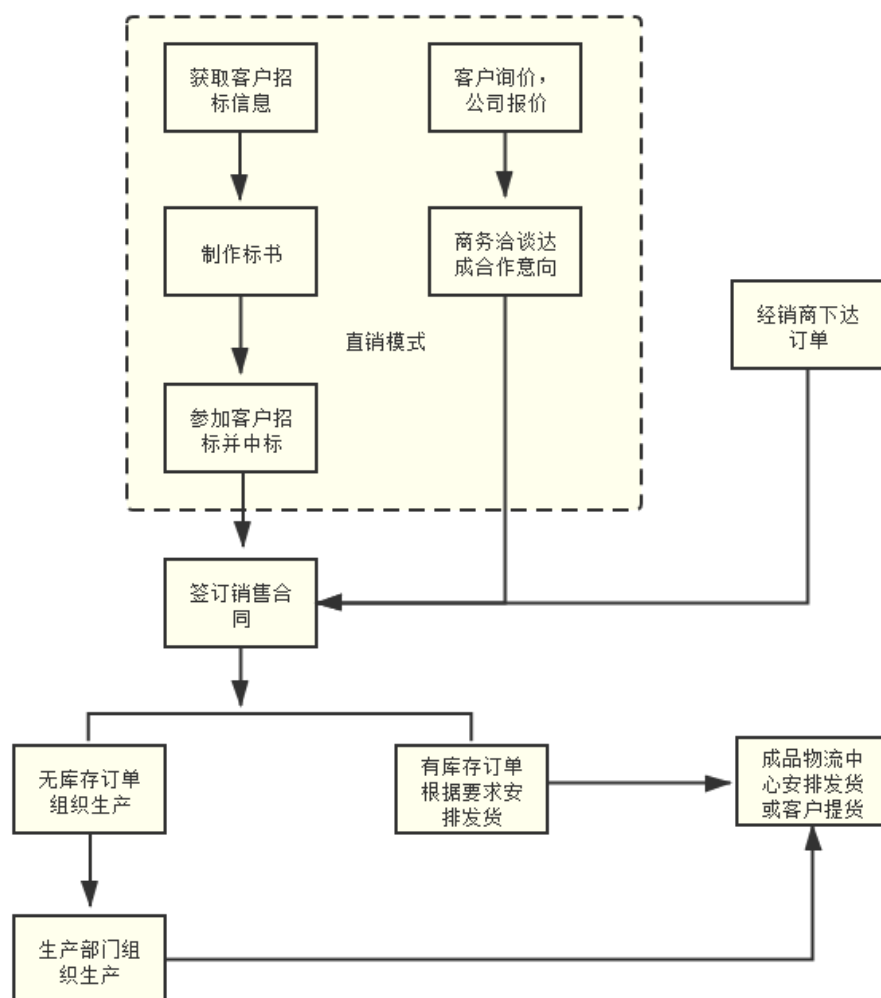 获取客户招
标信息
客户询价，
公司报价
制作标书
商务洽谈达
成合作意向
经销商下达
订单
直销模式
参加客户招
标并中标
签订销售合
同
无库存订单
组织生产
有库存订单
根据要求安
排发货
成品物流中
心安排发货
或客户提货
生产部门组
织生产